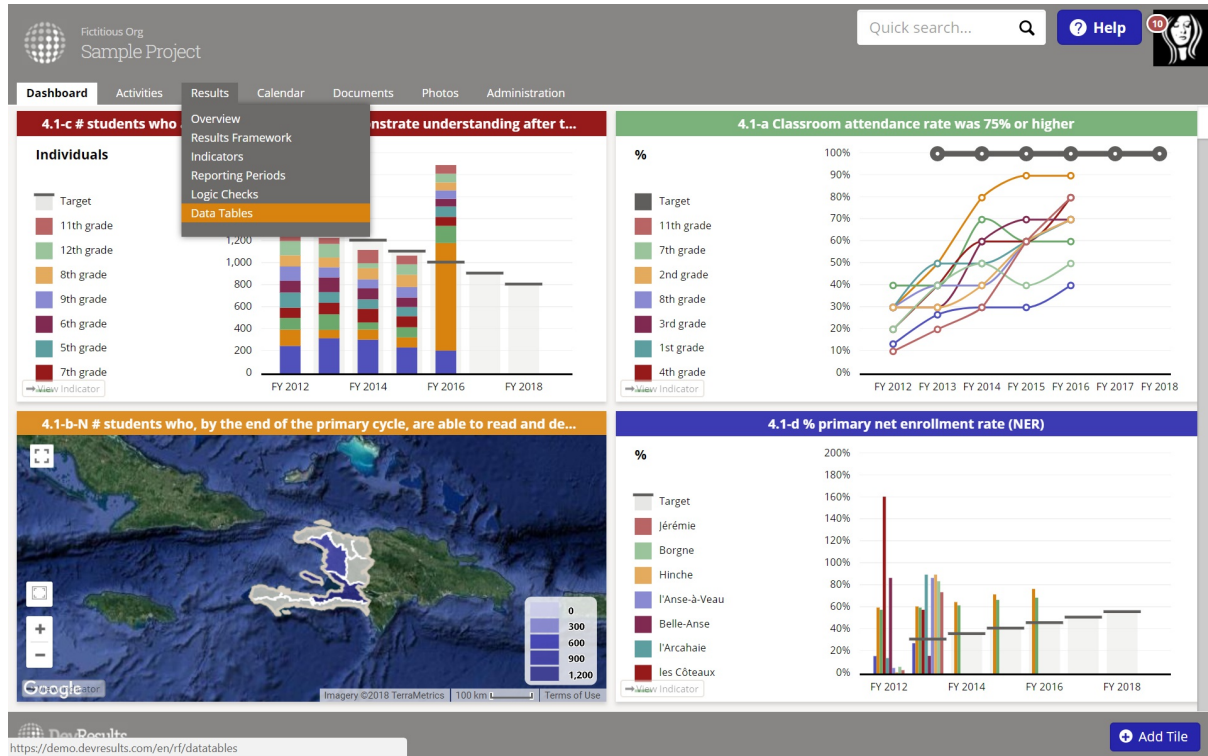 Fictitious Org
Sample Project
Quick search...
Help
10
Dashboard
Activities
Results
Calendar
Documents
Photos
Administration
Overview
Results Framework
Indicators
Reporting Periods
Logic Checks
Data Tables
4.1-c # students who
nstrate understanding after t...
Individuals
Target
11th grade
12th grade
8th grade
9th grade
6th grade
5th grade
7th grade
View Indicator
1,200
1,000
800
600
400
200
0
FY 2012
FY 2014
FY 2016
FY 2018
4.1-a Classroom attendance rate was 75% or higher
%
Target
11th grade
7th grade
2nd grade
8th grade
3rd grade
1st grade
4th grade
View Indicator
100%
90%
80%
70%
60%
50%
40%
30%
20%
10%
0%
FY 2012 FY 2013 FY 2014 FY 2015 FY 2016 FY 2017 FY 2018
4.1-b-N # students who, by the end of the primary cycle, are able to read and de...
+
−
0
300
600
900
1,200
Google
Imagery ©2018 TerraMetrics
100 km
Terms of Use
4.1-d % primary net enrollment rate (NER)
%
Target
Jérémie
Borgne
Hinche
l'Anse-à-Veau
Belle-Anse
l'Arcahaie
les Côteaux
View Indicator
200%
180%
160%
140%
120%
100%
80%
60%
40%
20%
0%
FY 2012
FY 2014
FY 2016
FY 2018
DevResults
https://demo.devresults.com/en/rf/datatables
Add Tile